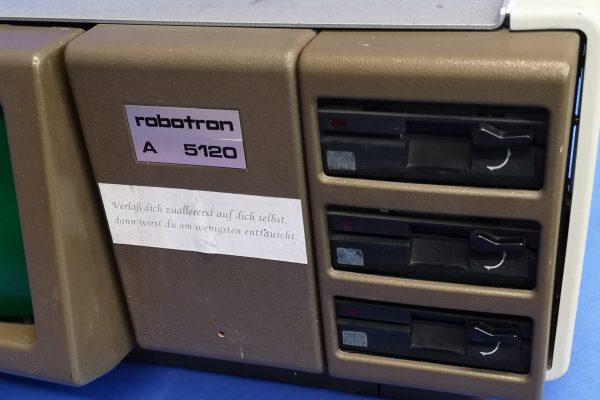 robotron
A 5120
Verlaß dich zuallererst auf dich selbst,
dann wirst du am wenigsten enttäuscht.